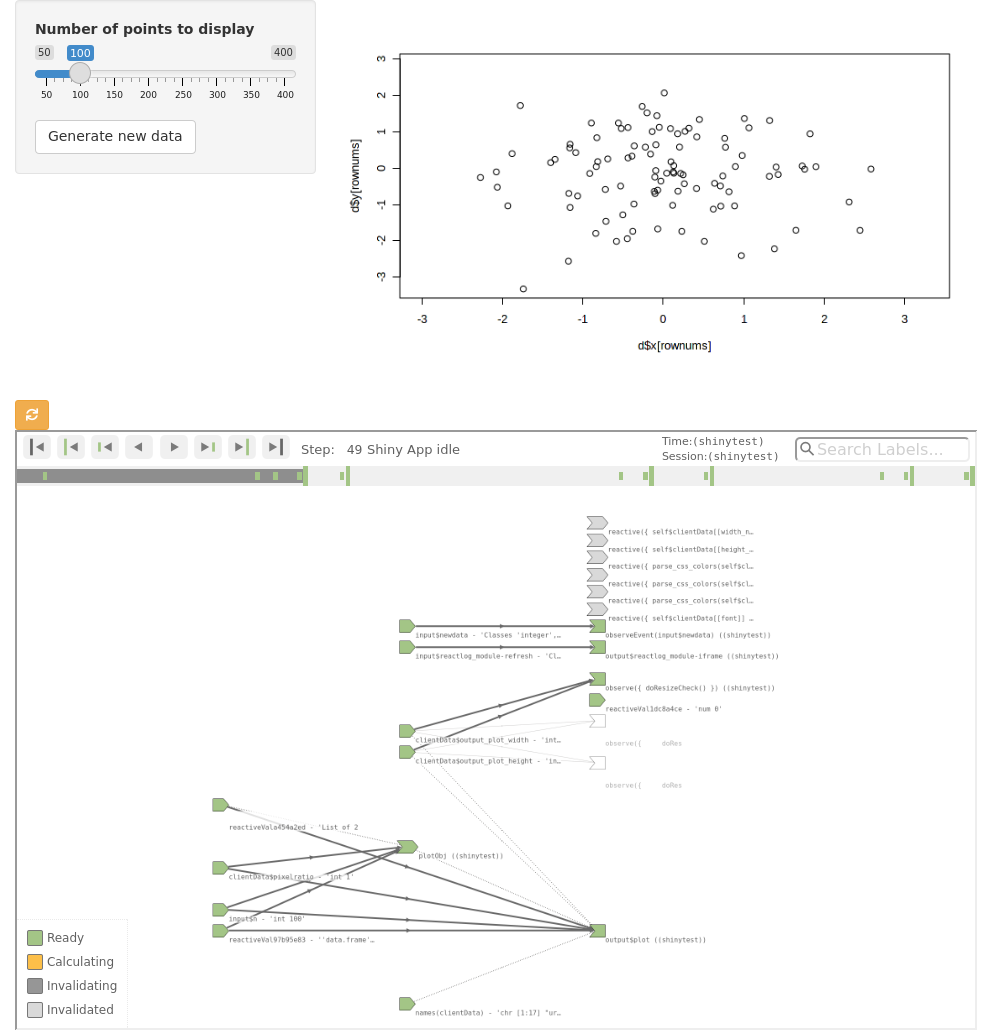 Number of points to display
50 100 400
50 100 150 200 250 300 350 400
Generate new data
3
2
1
0
-1
-2
-3
d$y[rownums]
-3 -2 -1 0 1 2 3
d$x[rownums]
Step: 49 Shiny App idle
Time:(shinytest)
Session:(shinytest)
Search Labels...
reactive({ self$clientData[[width_n…
reactive({ self$clientData[[height_…
reactive({ parse_css_colors(self$cl…
reactive({ parse_css_colors(self$cl…
reactive({ parse_css_colors(self$cl…
reactive({ self$clientData[[font]] …
input$newdata - 'Classes 'integer',…
observeEvent(input$newdata) ((shinytest))
input$reactlog_module-refresh - 'Cl…
output$reactlog_module-iframe ((shinytest))
observe({ doResizeCheck() }) ((shinytest))
reactiveVal1dc8a4ce - 'num 0'
clientData$output_plot_width - 'int…
observe({ doRes
clientData$output_plot_height - 'in…
observe({ doRes
reactiveVala454a2ed - 'List of 2
plotObj ((shinytest))
clientData$pixelratio - 'int 1'
input$n - 'int 100'
reactiveVal97b95e83 - ''data.frame'…
output$plot ((shinytest))
names(clientData) - 'chr [1:17] "ur…
Ready
Calculating
Invalidating
Invalidated